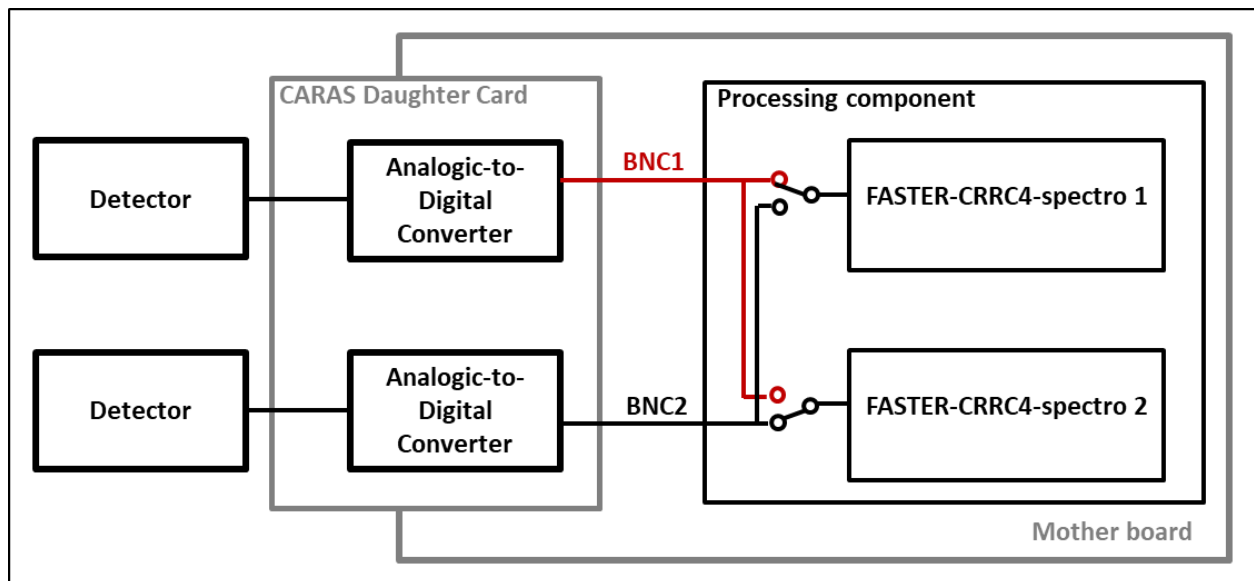 CARAS Daughter Card
Processing component
Detector
Analogic-to-
Digital
Converter
BNC1
FASTER-CRRC4-spectro 1
Detector
Analogic-to-
Digital
Converter
BNC2
FASTER-CRRC4-spectro 2
Mother board